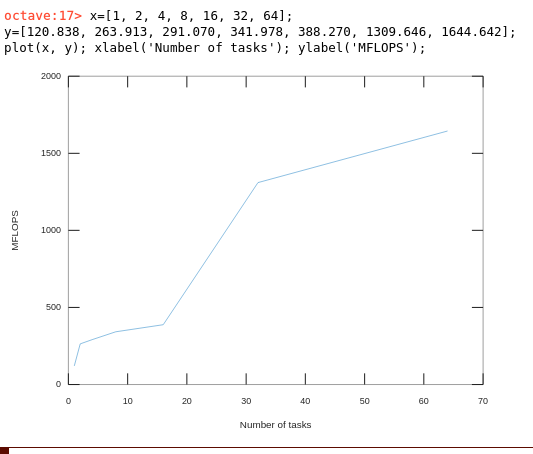 octave:17> x=[1, 2, 4, 8, 16, 32, 64];
y=[120.838, 263.913, 291.070, 341.978, 388.270, 1309.646, 1644.642];
plot(x, y); xlabel('Number of tasks'); ylabel('MFLOPS');
2000
1500
1000
500
0
MFLOPS
0 10 20 30 40 50 60 70
Number of tasks